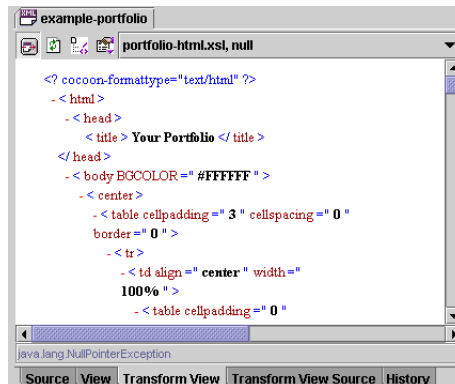 XML example-portfolio
portfolio-html.xsl, null
<? cocoon-formattype="text/html" ?>
- < html >
- < head >
< title > Your Portfolio </ title >
</ head >
- < body BGCOLOR =" #FFFFFF " >
- < center >
- < table cellpadding =" 3 " cellspacing =" 0 "
border =" 0 " >
- < tr >
- < td align =" center " width ="
100% " >
- < table cellpadding =" 0 "
java.lang.NullPointerException
Source View Transform View Transform View Source History